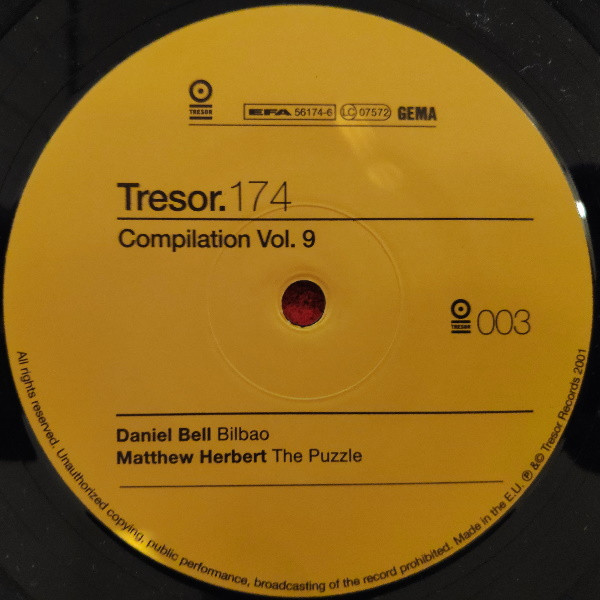 TRESOR
EFA 56174-6 LC 07572 GEMA
Tresor.174
Compilation Vol. 9
TRESOR 003
Daniel Bell Bilbao
Matthew Herbert The Puzzle
All rights reserved. Unauthorized copying, public performance, broadcasting of the record prohibited. Made in the E.U. ℗ &© Tresor Records 2001